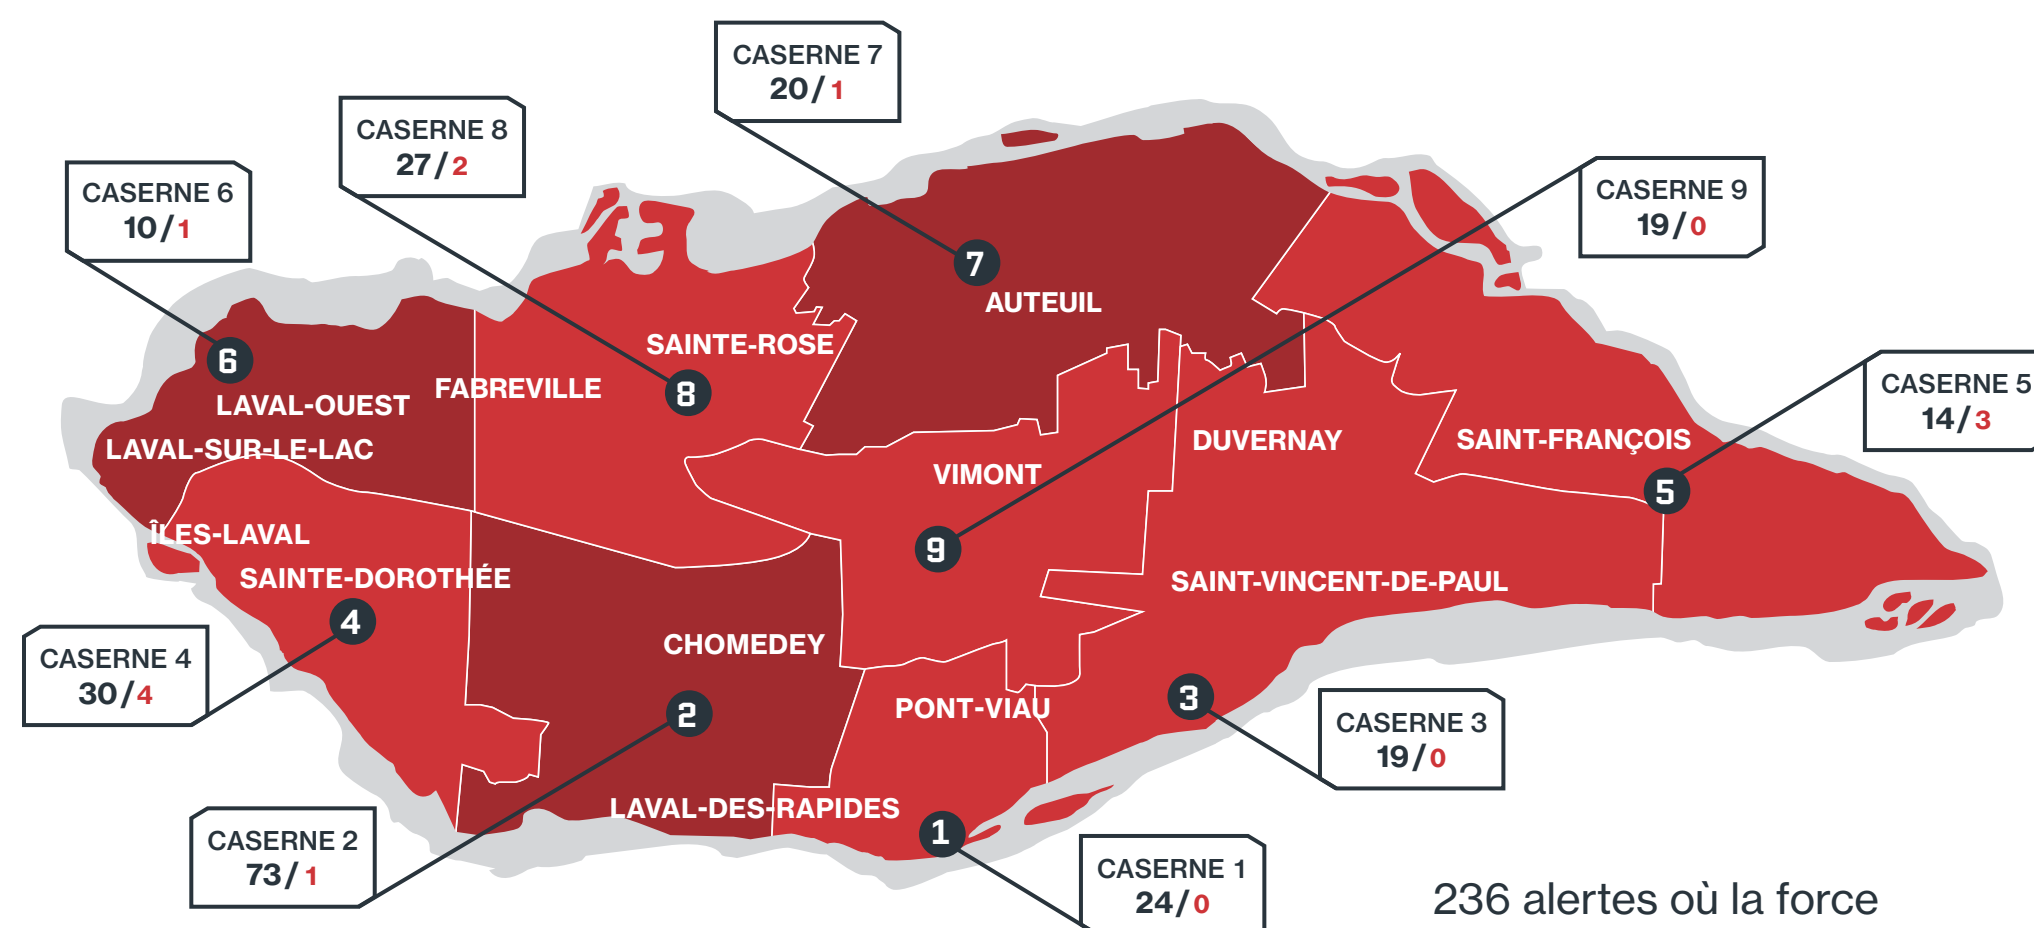 CASERNE 7
20/1
CASERNE 8
27/2
CASERNE 6
10/1
CASERNE 9
19/0
7
AUTEUIL
SAINTE-ROSE
6
FABREVILLE
8
LAVAL-OUEST
LAVAL-SUR-LE-LAC
CASERNE 5
14/3
DUVERNAY
SAINT-FRANÇOIS
VIMONT
5
ÎLES-LAVAL
9
SAINTE-DOROTHÉE
SAINT-VINCENT-DE-PAUL
4
CHOMEDEY
CASERNE 4
30/4
2
PONT-VIAU
3
CASERNE 3
19/0
LAVAL-DES-RAPIDES
1
CASERNE 2
73/1
CASERNE 1
24/0
236 alertes où la force